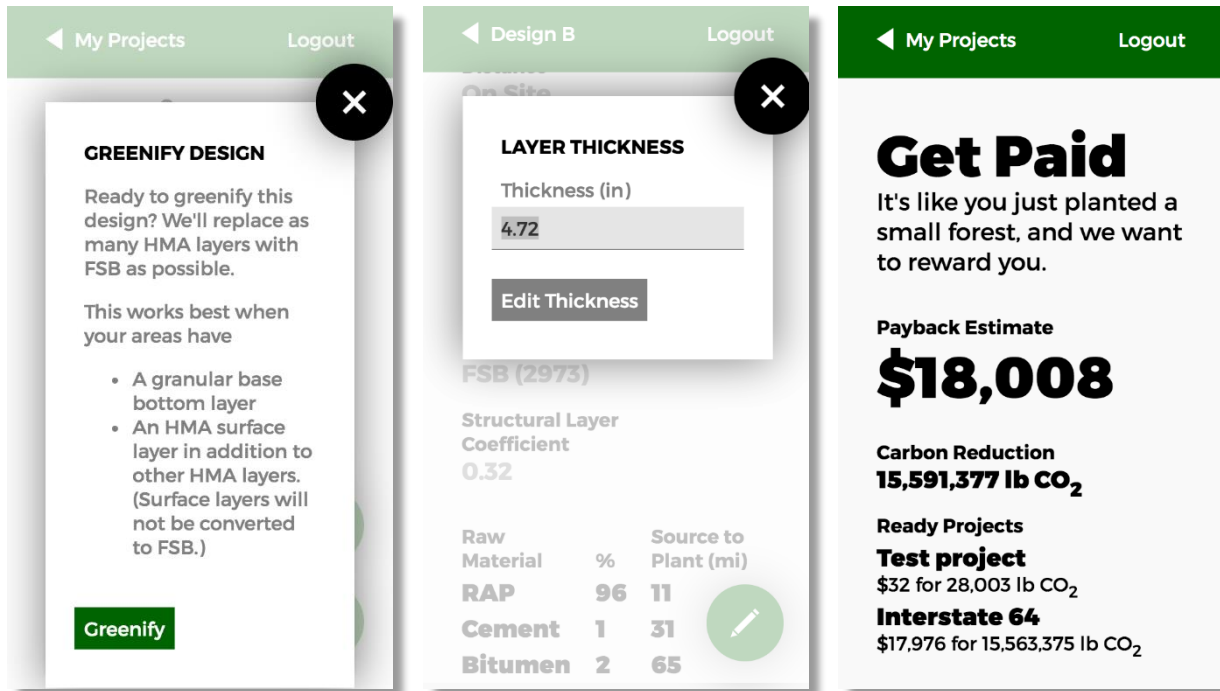 My Projects
Logout
GREENIFY DESIGN
Ready to greenify this
design? We'll replace as
many HMA layers with
FSB as possible.
This works best when
your areas have
• A granular base
bottom layer
• An HMA surface
layer in addition to
other HMA layers.
(Surface layers will
not be converted
to FSB.)
Greenify
Design B
Logout
Distance
On Site
LAYER THICKNESS
Thickness (in)
4.72
Edit Thickness
FSB (2973)
Structural Layer
Coefficient
0.32
Raw Material % Source to Plant (mi)
RAP 96 11
Cement 1 31
Bitumen 2 65
My Projects
Logout
Get Paid
It's like you just planted a
small forest, and we want
to reward you.
Payback Estimate
$18,008
Carbon Reduction
15,591,377 lb CO₂
Ready Projects
Test project
$32 for 28,003 lb CO₂
Interstate 64
$17,976 for 15,563,375 lb CO₂